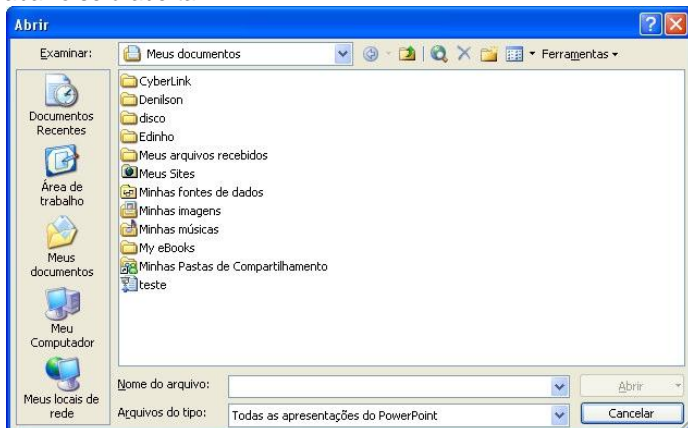 Abrir
Examinar: Meus documentos Ferramentas
CyberLink
Denilson
disco
Edinho
Meus arquivos recebidos
Meus Sites
Minhas fontes de dados
Minhas imagens
Minhas músicas
My eBooks
Minhas Pastas de Compartilhamento
teste
Documentos
Recentes
Área de
trabalho
Meus
documentos
Meu
Computador
Meus locais de
rede
Nome do arquivo: Abrir
Arquivos do tipo: Todas as apresentações do PowerPoint Cancelar